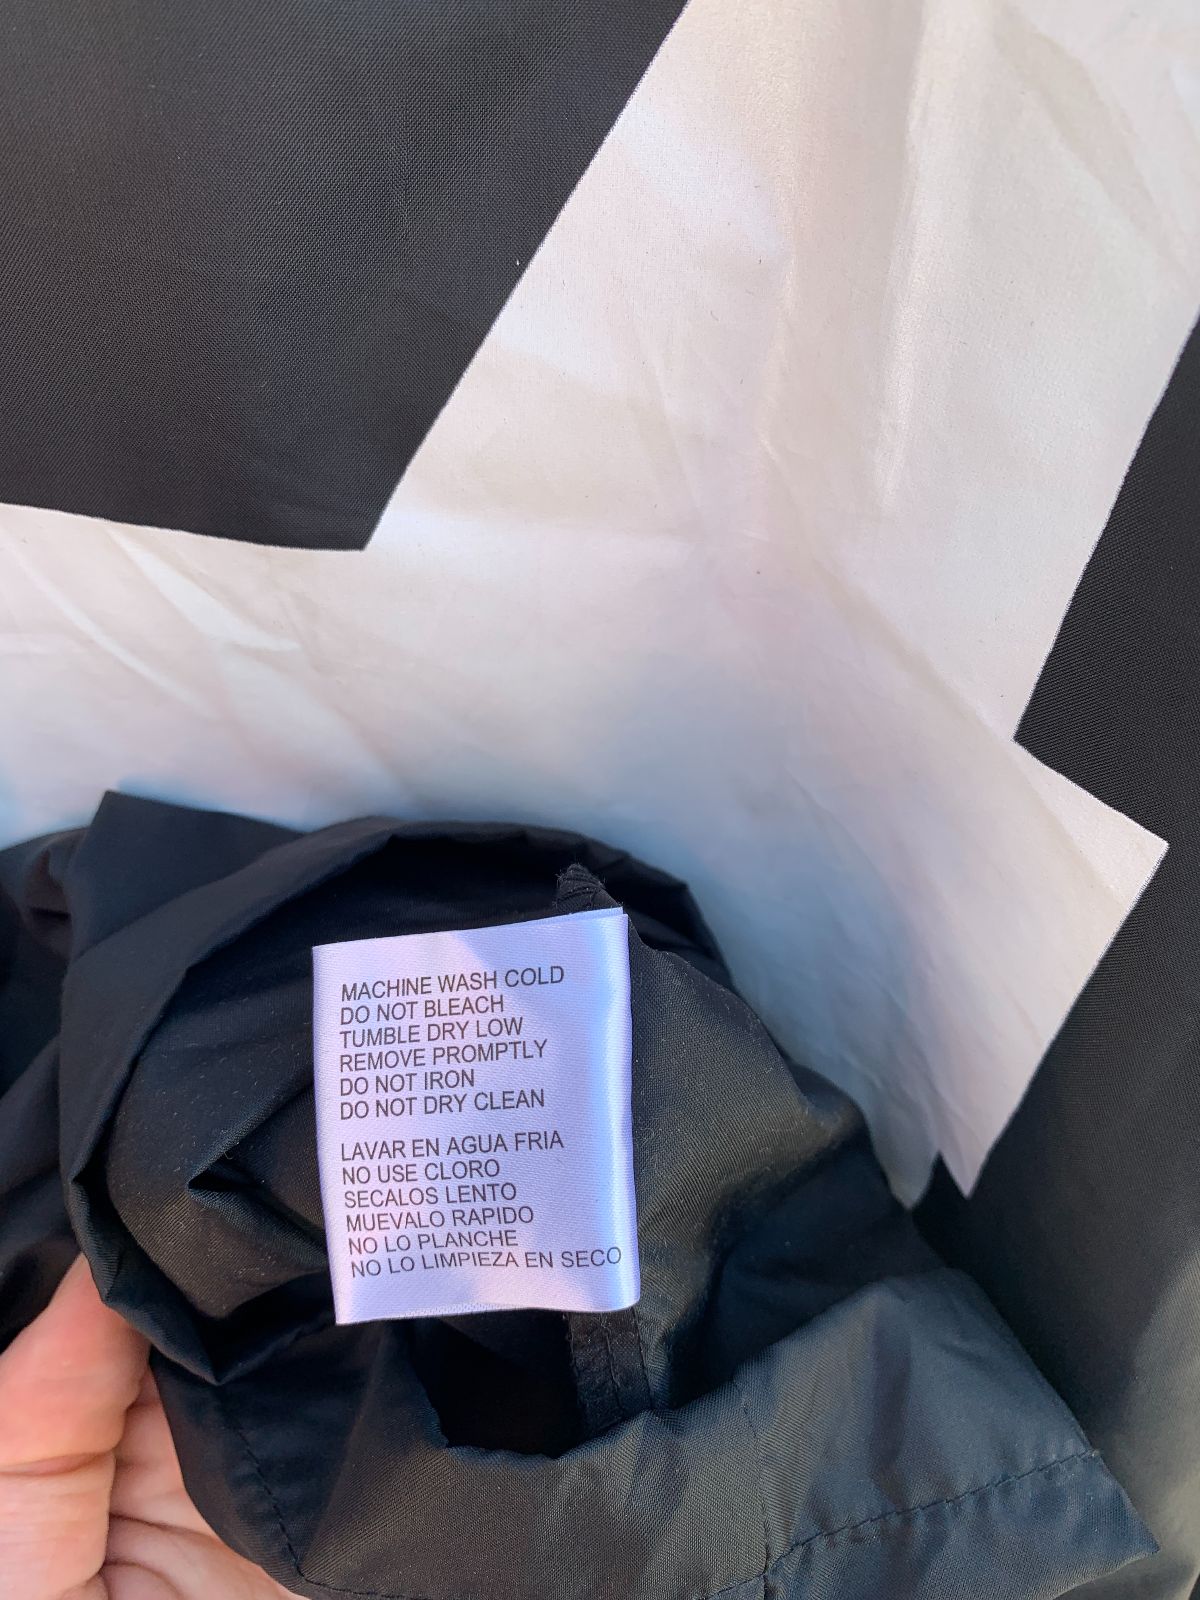 MACHINE WASH COLD
DO NOT BLEACH
TUMBLE DRY LOW
REMOVE PROMPTLY
DO NOT IRON
DO NOT DRY CLEAN
LAVAR EN AGUA FRIA
NO USE CLORO
SECALOS LENTO
MUEVALO RAPIDO
NO LO PLANCHE
NO LO LIMPIEZA EN SECO